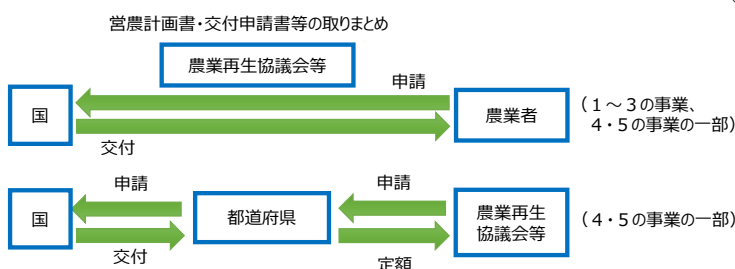 営農計画書・交付申請書等の取りまとめ
農業再生協議会等
申請
国
農業者
(1～3の事業、
4・5の事業の一部)
交付
申請
申請
国
都道府県
農業再生
協議会等
(4・5の事業の一部)
交付
定額